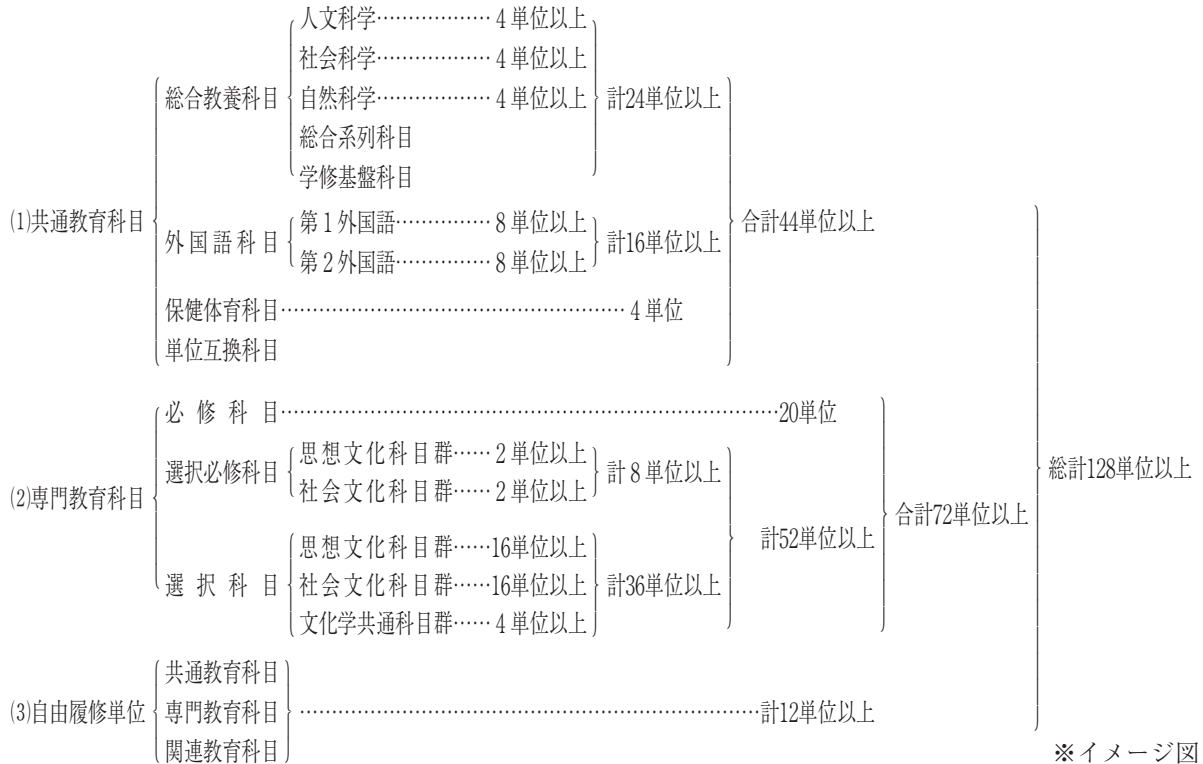 人文科学………………4単位以上
社会科学………………4単位以上
総合教養科目 自然科学………………4単位以上 計24単位以上
総合系列科目
学修基盤科目
(1)共通教育科目 合計44単位以上
外国語科目 第1外国語……………8単位以上 計16単位以上
第2外国語……………8単位以上
保健体育科目………………………………………………4単位
単位互換科目
必修科目……………………………………………………………………20単位
選択必修科目 思想文化科目群……2単位以上 計8単位以上
社会文化科目群……2単位以上
総計128単位以上
(2)専門教育科目 合計72単位以上
計52単位以上
思想文化科目群……16単位以上
選択科目 社会文化科目群……16単位以上 計36単位以上
文化学共通科目群……4単位以上
共通教育科目
(3)自由履修単位 専門教育科目 ………………………………………………………………計12単位以上
関連教育科目
※イメージ図